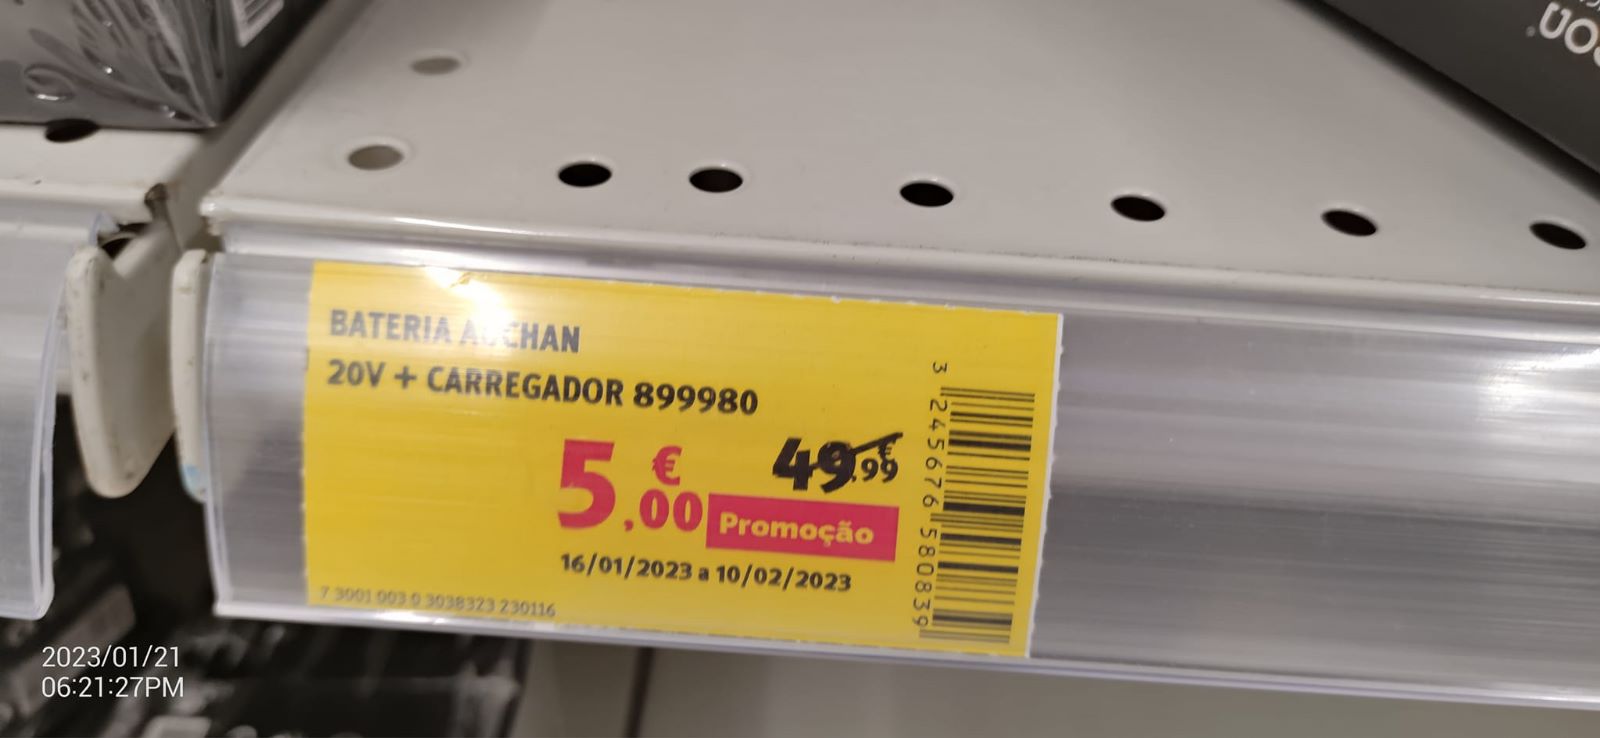 BATERIA AUCHAN
20V + CARREGADOR 899980
5,00 €
49,99 €
Promoção
16/01/2023 a 10/02/2023
7 3001 003 0 3038323 230116
3 245676 580839
2023/01/21
06:21:27PM